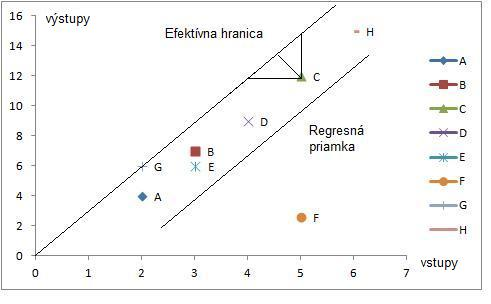 výstupy
16
14
12
10
8
6
4
2
0
0 1 2 3 4 5 6 7
vstupy
Efektívna hranica
Regresná
priamka
H
C
D
B
G
E
A
F
A
B
C
D
E
F
G
H